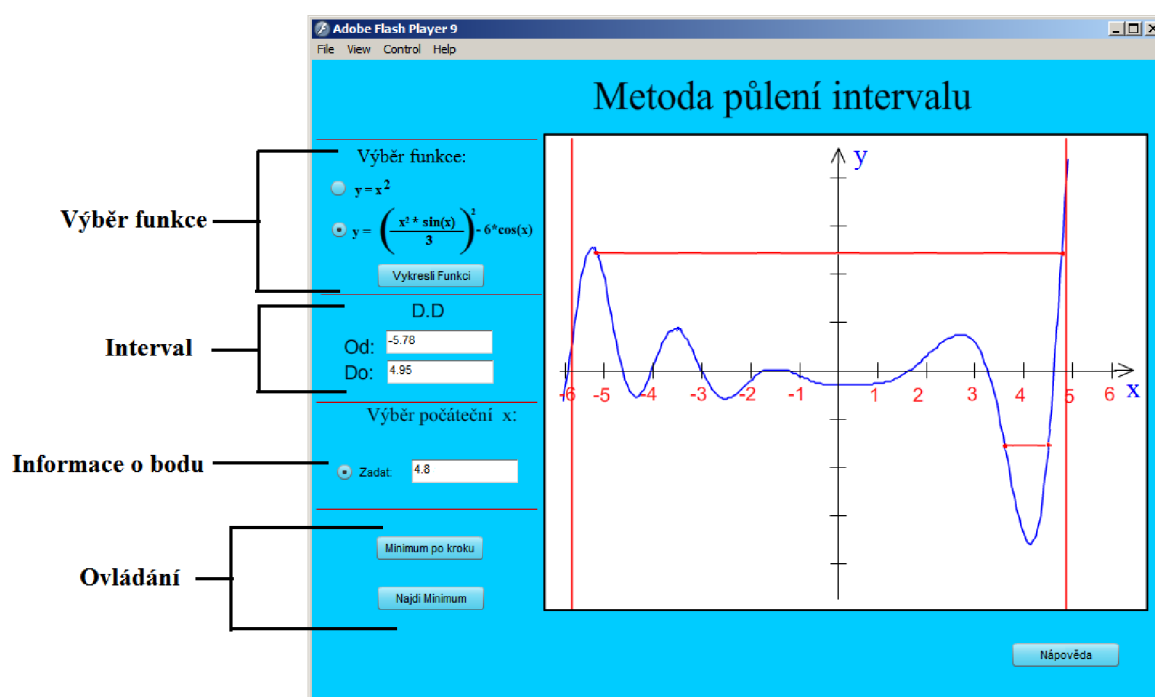 Adobe Flash Player 9
File View Control Help
Metoda půlení intervalu
Výběr funkce
Výběr funkce:
y = x²
y = ( x² * sin(x) / 3 )² - 6*cos(x)
Vykresli Funkci
Interval
D.D
Od: -5.78
Do: 4.95
Informace o bodu
Výběr počáteční x:
Zadat: 4.8
Ovládání
Minimum po kroku
Najdi Minimum
y
x
-6 -5 -4 -3 -2 -1 1 2 3 4 5 6
Nápověda